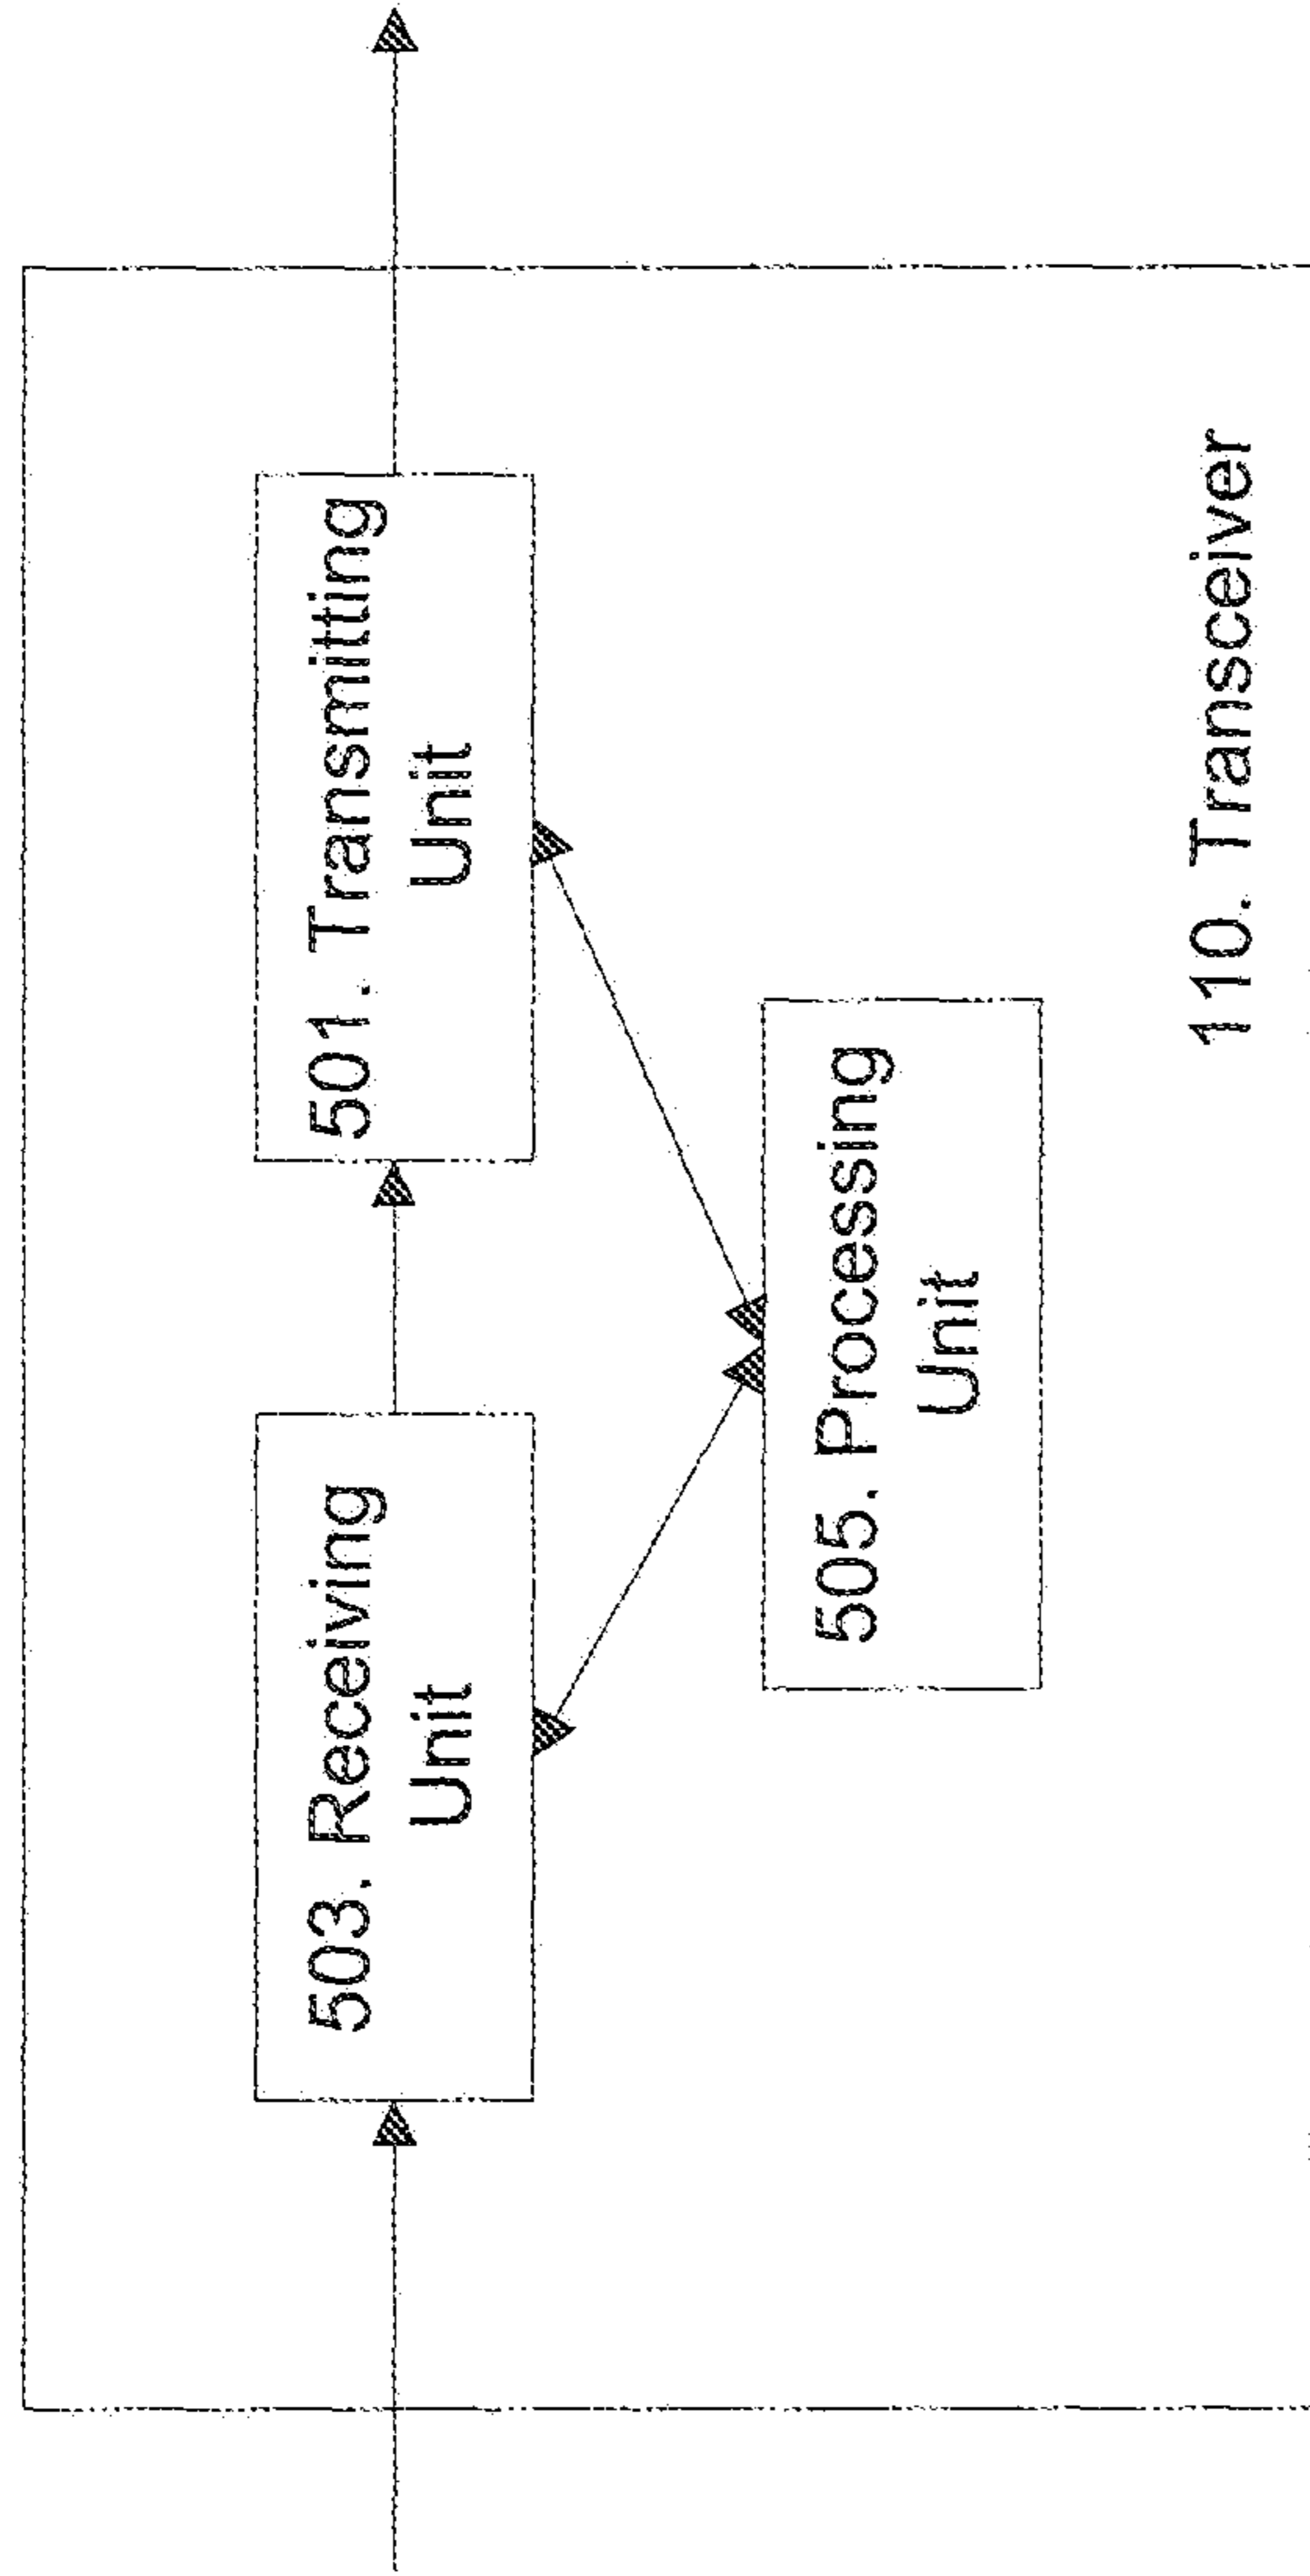 503. Receiving
Unit
501. Transmitting
Unit
505. Processing
Unit
110. Transceiver